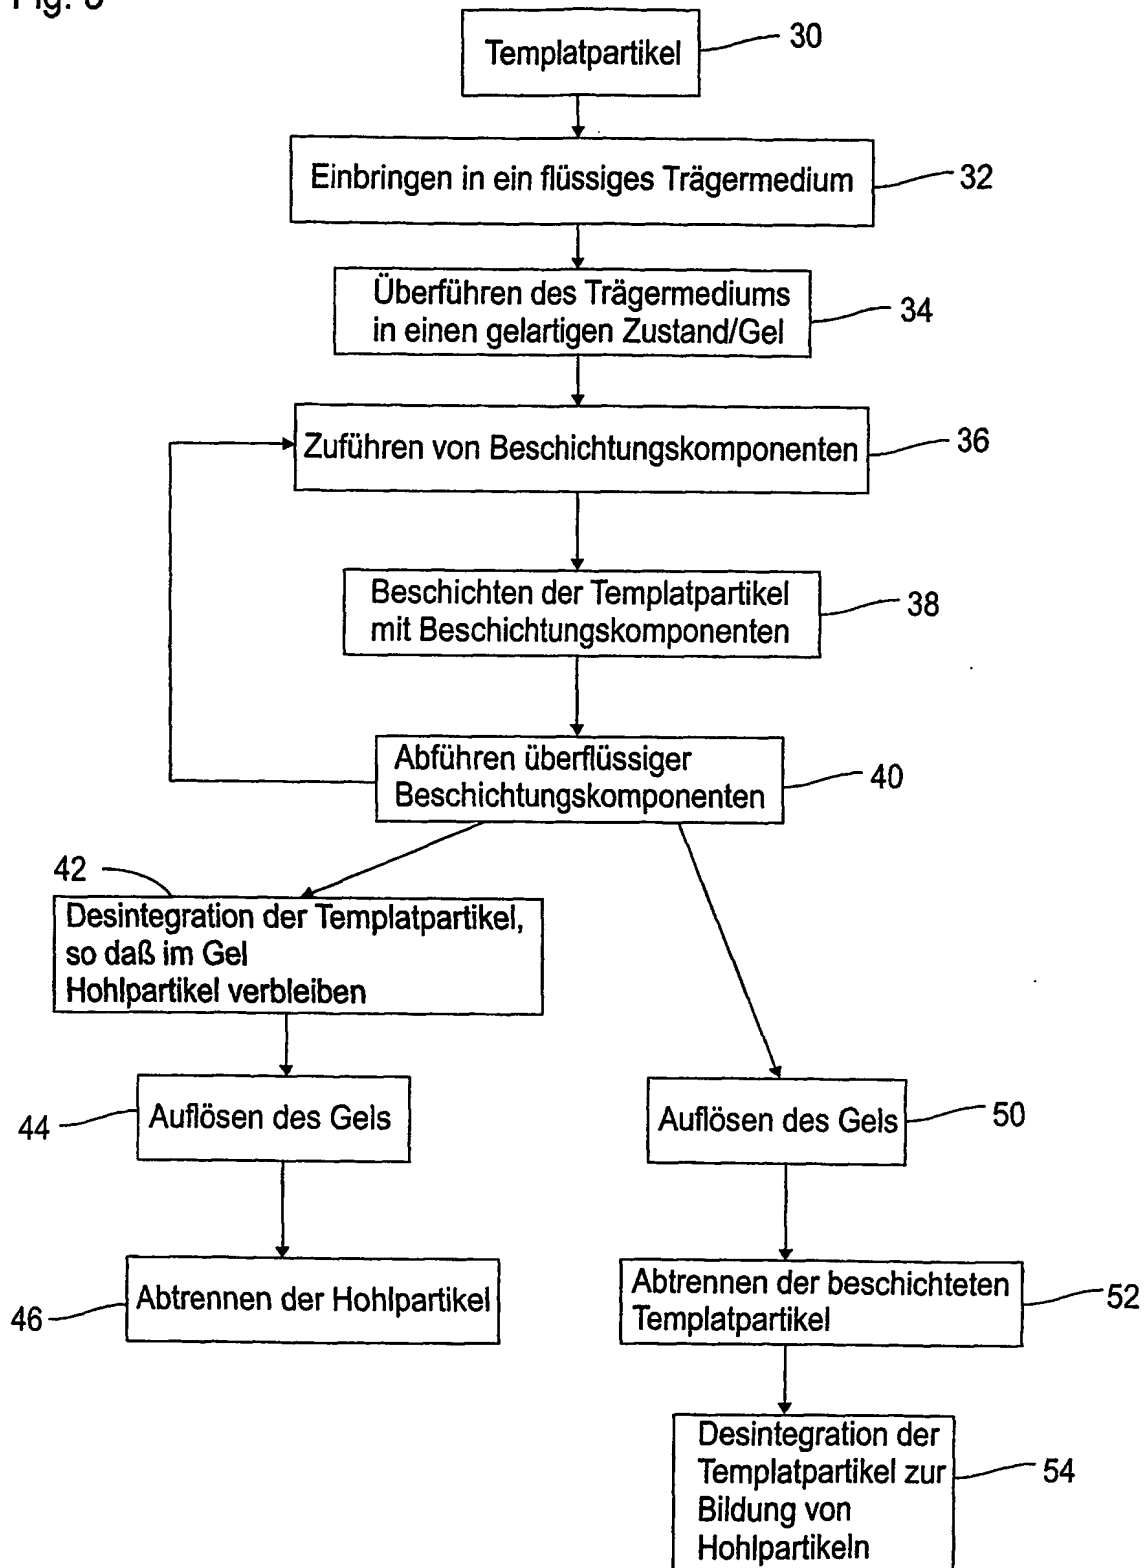 Templatpartikel
30
Einbringen in ein flüssiges Trägermedium
32
Überführen des Trägermediums
in einen gelartigen Zustand/Gel
34
Zuführen von Beschichtungskomponenten
36
Beschichten der Templatpartikel
mit Beschichtungskomponenten
38
Abführen überflüssiger
Beschichtungskomponenten
40
42
Desintegration der Templatpartikel,
so daß im Gel
Hohlpartikel verbleiben
Auflösen des Gels
44
Auflösen des Gels
50
Abtrennen der Hohlpartikel
46
Abtrennen der beschichteten
Templatpartikel
52
Desintegration der
Templatpartikel zur
Bildung von
Hohlpartikeln
54